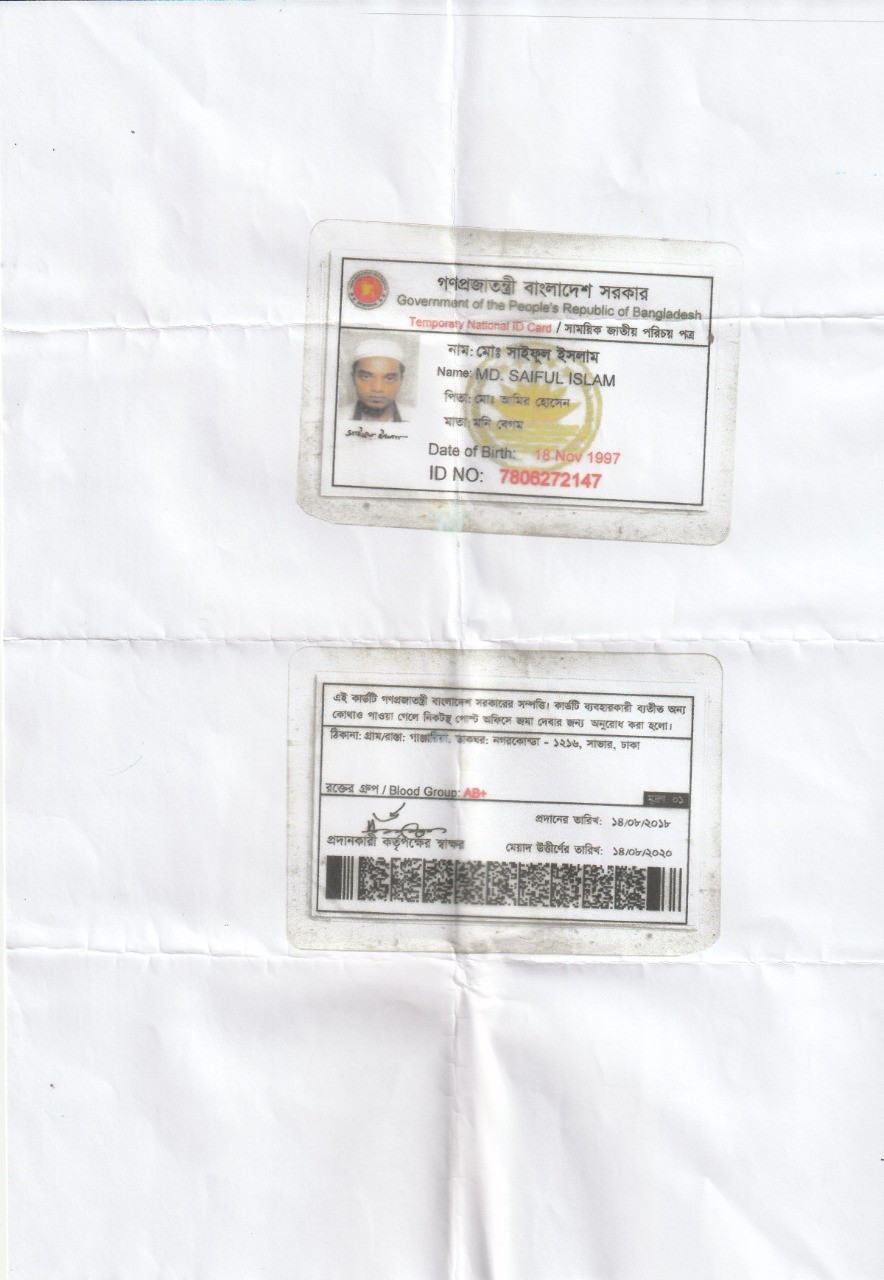 গণপ্রজাতন্ত্রী বাংলাদেশ সরকার
Government of the People's Republic of Bangladesh
Temporary National ID Card / সাময়িক জাতীয় পরিচয় পত্র
নাম: মোঃ সাইফুল ইসলাম
Name: MD. SAIFUL ISLAM
পিতা: মোঃ আমির হোসেন
মাতা: মনি বেগম
Date of Birth: 18 Nov 1997
ID NO: 7806272147
এই কার্ডটি গণপ্রজাতন্ত্রী বাংলাদেশ সরকারের সম্পত্তি। কার্ডটি ব্যবহারকারী ব্যতীত অন্য
কোথাও পাওয়া গেলে নিকটস্থ পোস্ট অফিসে জমা দেবার জন্য অনুরোধ করা হলো।
ঠিকানা: গ্রাম/রাস্তা: ডাকঘর: নগরকোন্ডা - ১২১৬, সাভার, ঢাকা
রক্তের গ্রুপ / Blood Group: AB+
মুদ্রণ: ০১
প্রদানের তারিখ: ১৪/০৮/২০১৮
প্রদানকারী কর্তৃপক্ষের স্বাক্ষর
মেয়াদ উত্তীর্ণের তারিখ: ১৪/০৮/২০২০